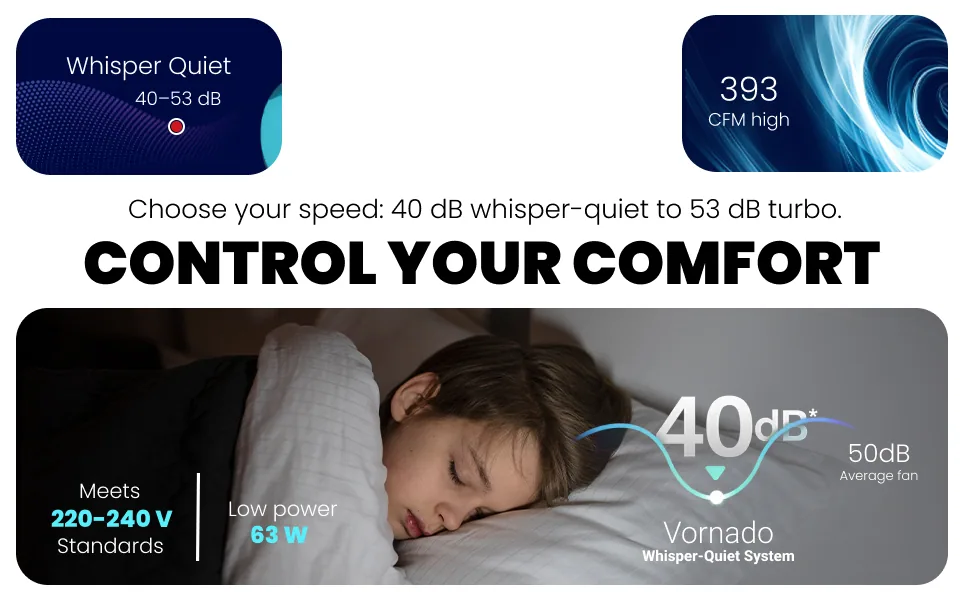 Whisper Quiet
40–53 dB
393
CFM high
Choose your speed: 40 dB whisper-quiet to 53 dB turbo.
CONTROL YOUR COMFORT
40dB*
50dB
Average fan
Meets
220-240 V
Standards
Low power
63 W
Vornado
Whisper-Quiet System